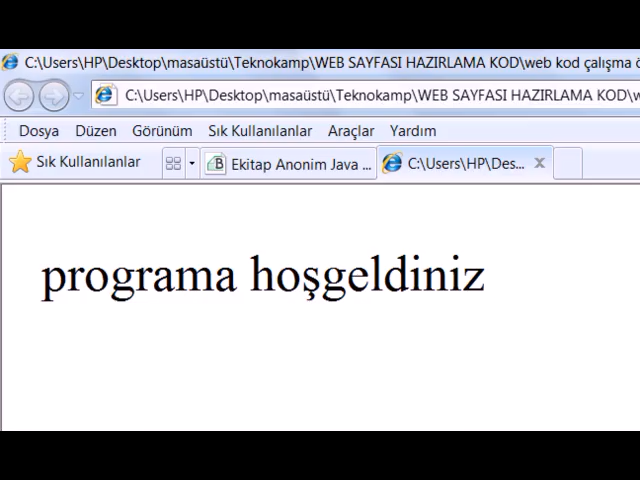 C:\Users\HP\Desktop\masaüstü\Teknokamp\WEB SAYFASI HAZIRLAMA KOD\web kod çalışma ö
C:\Users\HP\Desktop\masaüstü\Teknokamp\WEB SAYFASI HAZIRLAMA KOD\w
Dosya Düzen Görünüm Sık Kullanılanlar Araçlar Yardım
Sık Kullanılanlar Ekitap Anonim Java ... C:\Users\HP\Des...
programa hoşgeldiniz